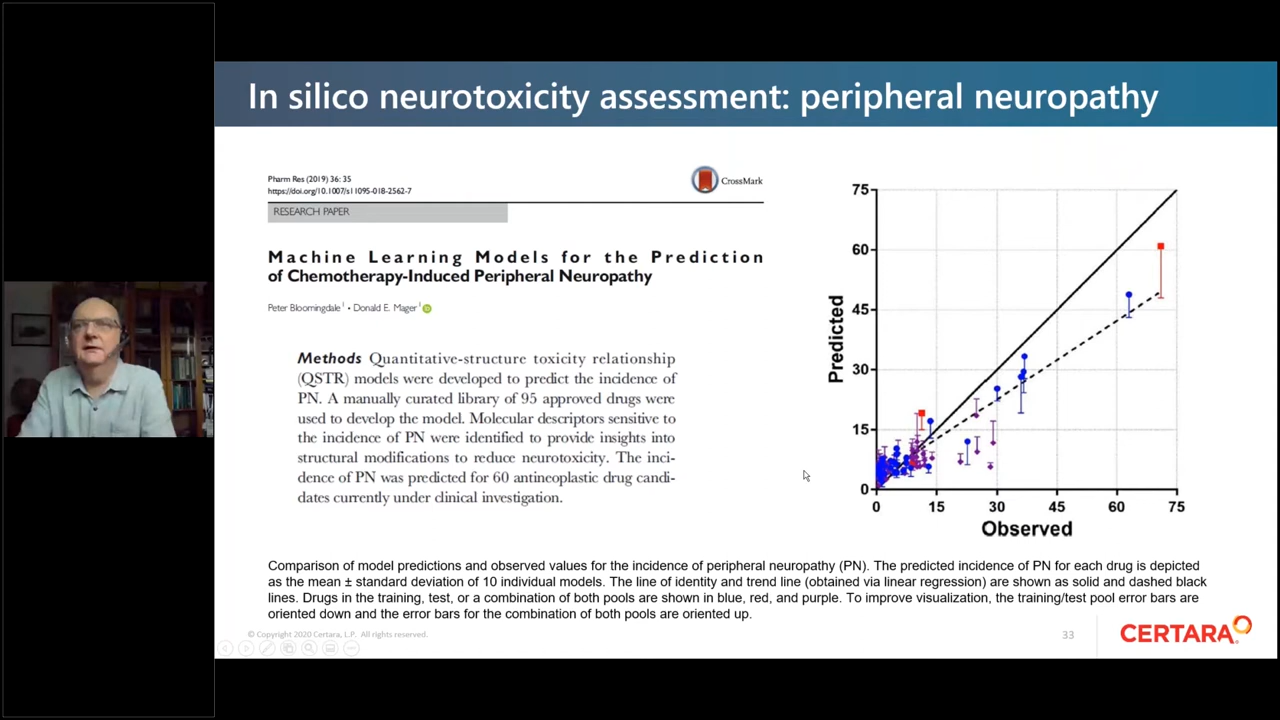 In silico neurotoxicity assessment: peripheral neuropathy
Pharm Res (2019) 36: 35
https://doi.org/10.1007/s11095-018-2562-7
CrossMark
RESEARCH PAPER
Machine Learning Models for the Prediction
of Chemotherapy-Induced Peripheral Neuropathy
Peter Bloomingdale 1 • Donald E. Mager 1
Methods Quantitative-structure toxicity relationship
(QSTR) models were developed to predict the incidence of
PN. A manually curated library of 95 approved drugs were
used to develop the model. Molecular descriptors sensitive to
the incidence of PN were identified to provide insights into
structural modifications to reduce neurotoxicity. The inci-
dence of PN was predicted for 60 antineoplastic drug candi-
dates currently under clinical investigation.
75
60
45
30
15
0
Predicted
0 15 30 45 60 75
Observed
Comparison of model predictions and observed values for the incidence of peripheral neuropathy (PN). The predicted incidence of PN for each drug is depicted
as the mean ± standard deviation of 10 individual models. The line of identity and trend line (obtained via linear regression) are shown as solid and dashed black
lines. Drugs in the training, test, or a combination of both pools are shown in blue, red, and purple. To improve visualization, the training/test pool error bars are
oriented down and the error bars for the combination of both pools are oriented up.
© Copyright 2020 Certara, L.P. All rights reserved.
33
CERTARA